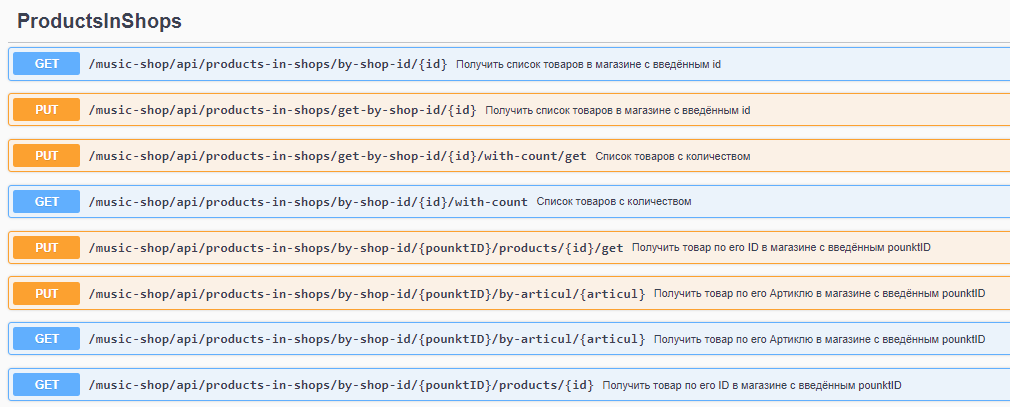 ProductsInShops
GET /music-shop/api/products-in-shops/by-shop-id/{id} Получить список товаров в магазине с введённым id
PUT /music-shop/api/products-in-shops/get-by-shop-id/{id} Получить список товаров в магазине с введённым id
PUT /music-shop/api/products-in-shops/get-by-shop-id/{id}/with-count/get Список товаров с количеством
GET /music-shop/api/products-in-shops/by-shop-id/{id}/with-count Список товаров с количеством
PUT /music-shop/api/products-in-shops/by-shop-id/{pounktID}/products/{id}/get Получить товар по его ID в магазине с введённым pounktID
PUT /music-shop/api/products-in-shops/by-shop-id/{pounktID}/by-articul/{articul} Получить товар по его Артиклю в магазине с введённым pounktID
GET /music-shop/api/products-in-shops/by-shop-id/{pounktID}/by-articul/{articul} Получить товар по его Артиклю в магазине с введённым pounktID
GET /music-shop/api/products-in-shops/by-shop-id/{pounktID}/products/{id} Получить товар по его ID в магазине с введённым pounktID